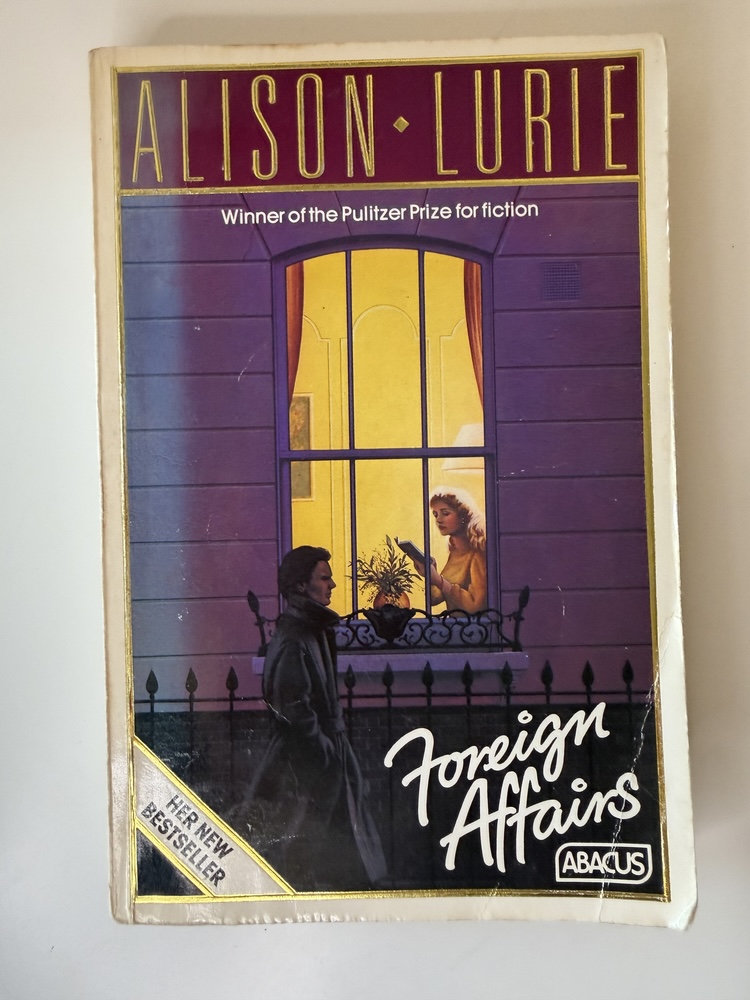 ALISON ◆ LURIE
Winner of the Pulitzer Prize for fiction
Foreign
Affairs
HER NEW
BESTSELLER
ABACUS